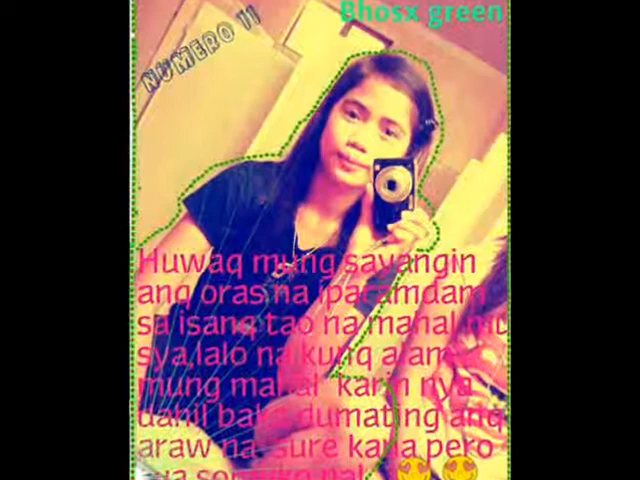 Bhosx green
NUMERO 11
Huwaq mung sayangin
anq oras na iparamdam
sa isanq tao na mahal mu
sya,lalo na kunq alam
mung mahal karin nya
dahil baka dumating anq
araw na sure kana pero